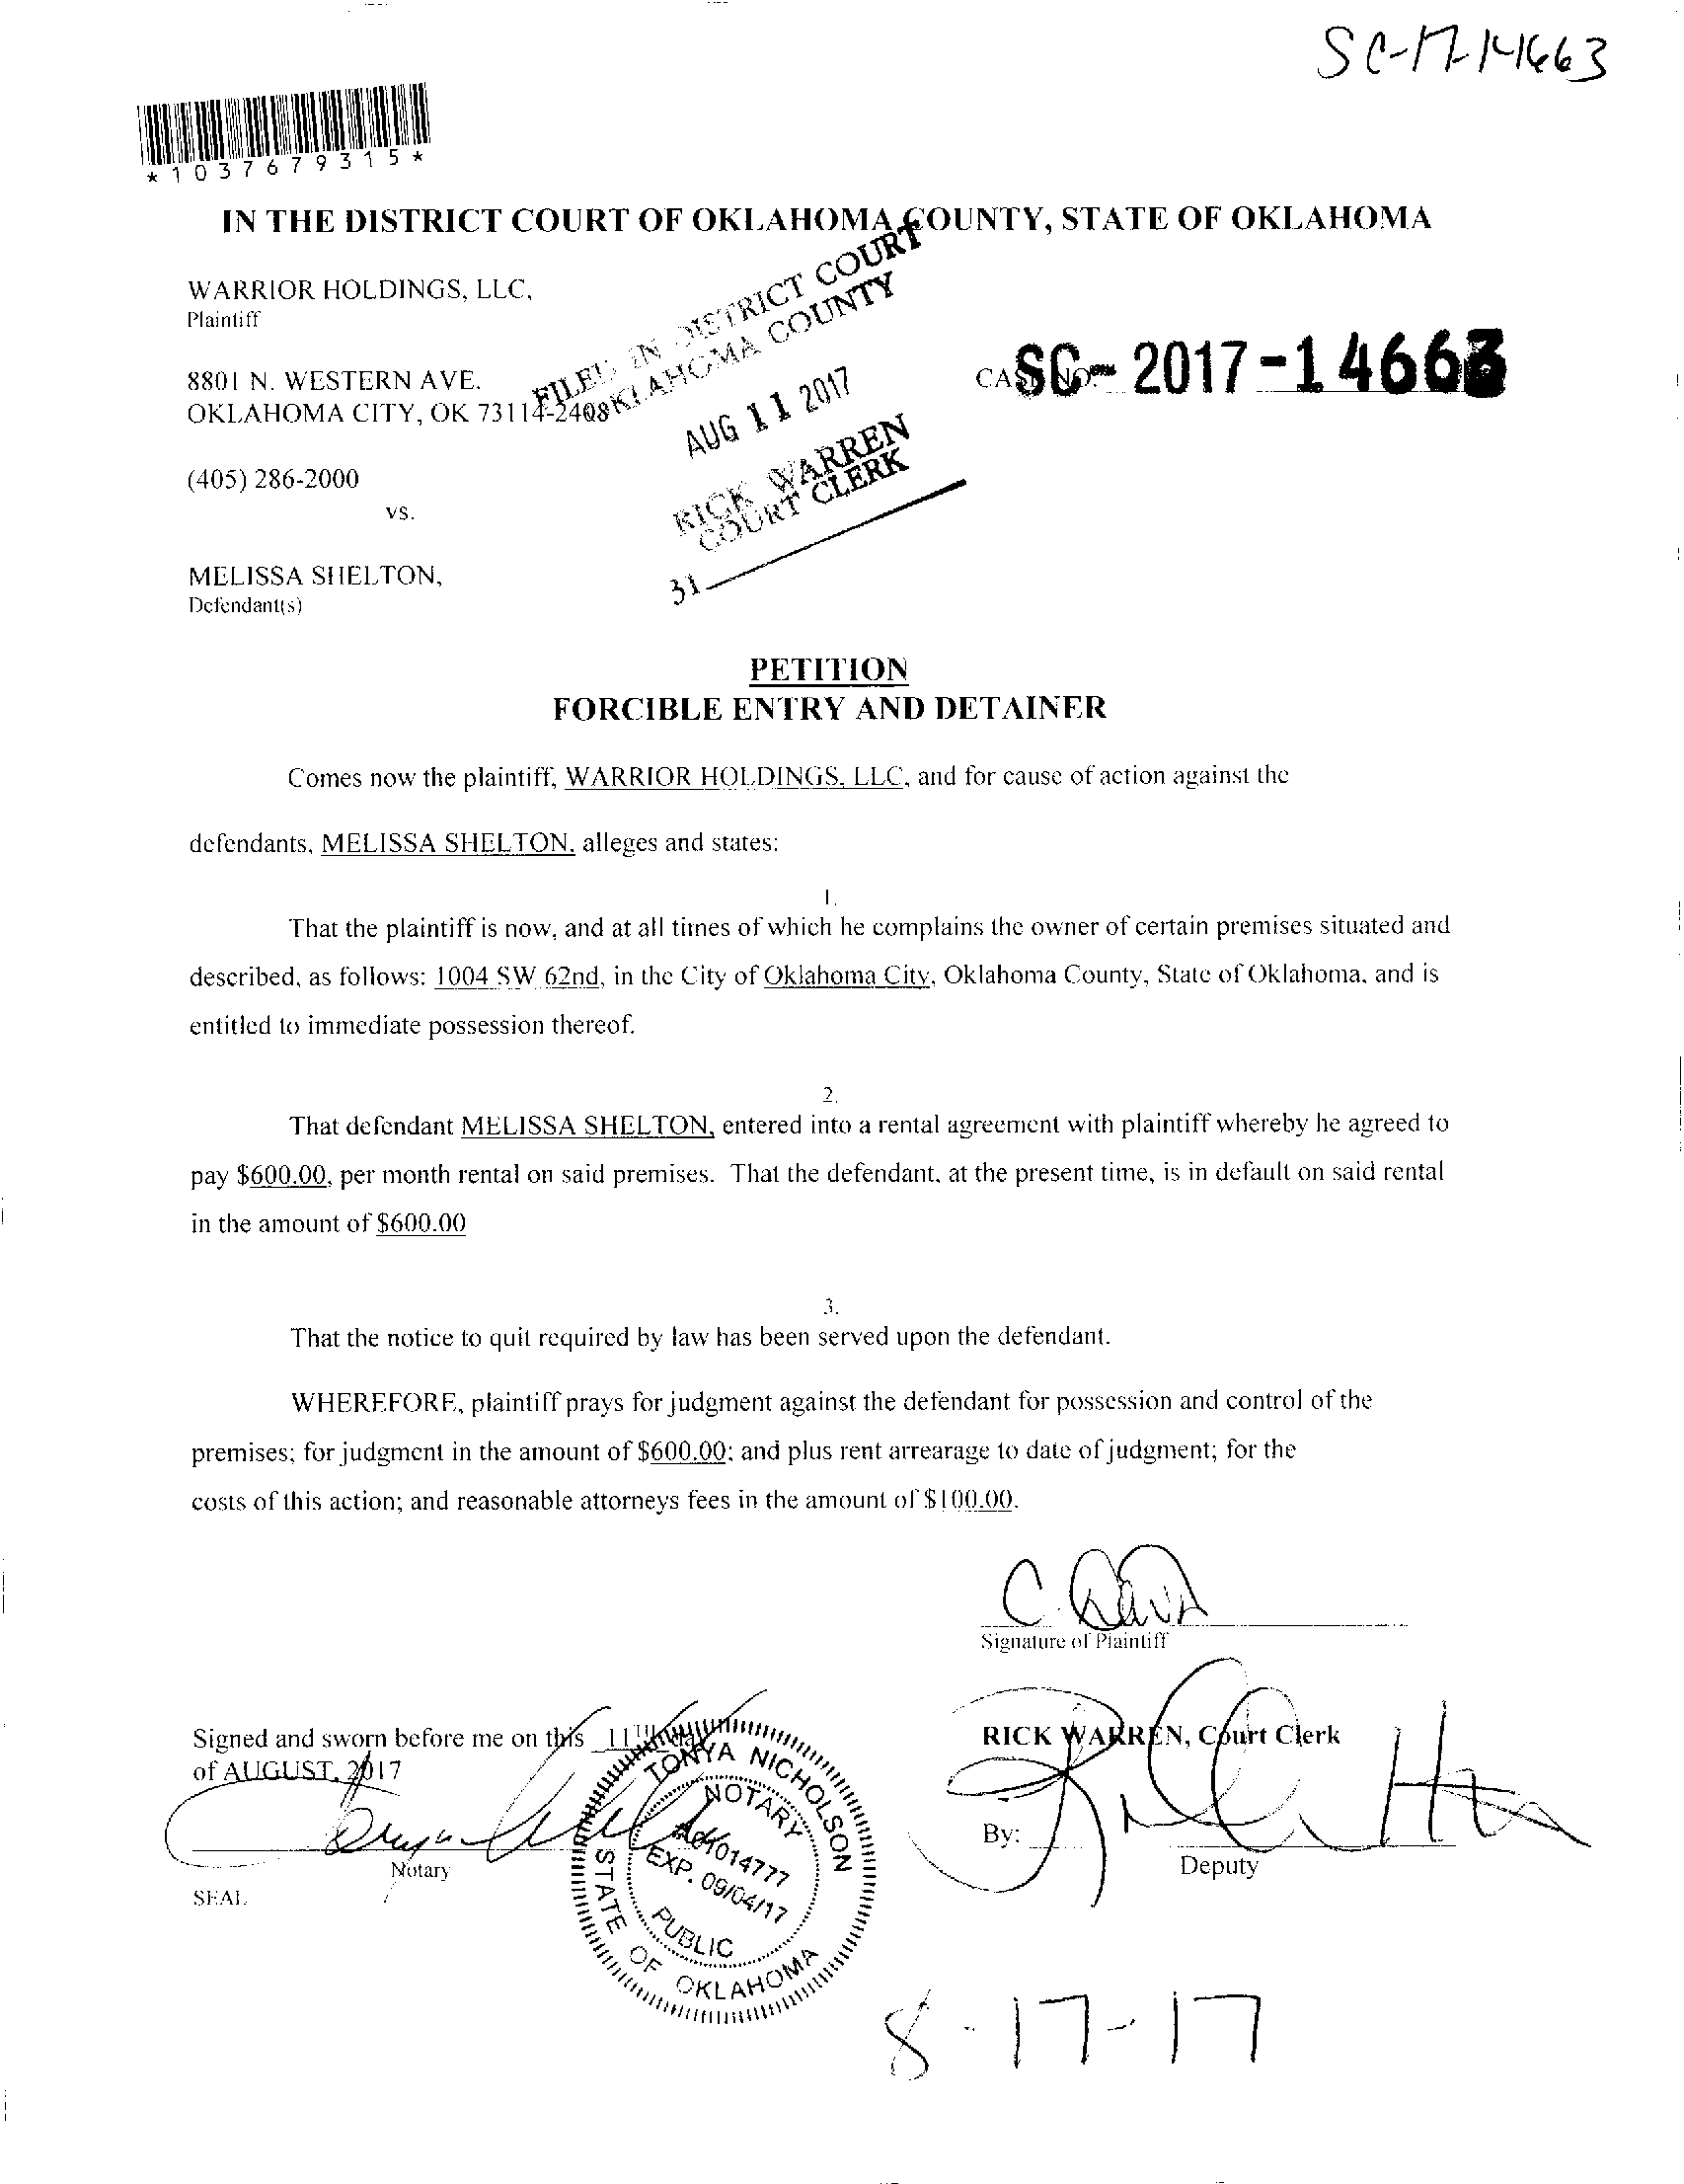 SC-17-14663
*1037679315*
IN THE DISTRICT COURT OF OKLAHOMA COUNTY, STATE OF OKLAHOMA
WARRIOR HOLDINGS, LLC,
Plaintiff
8801 N. WESTERN AVE.
OKLAHOMA CITY, OK 73114-2408
(405) 286-2000
vs.
MELISSA SHELTON,
Defendant(s)
FILED IN DISTRICT COURT
OKLAHOMA COUNTY
AUG 11 2017
RICK WARREN
COURT CLERK
31
CASE NO.
SC-2017-14663
PETITION
FORCIBLE ENTRY AND DETAINER
Comes now the plaintiff, WARRIOR HOLDINGS, LLC, and for cause of action against the
defendants, MELISSA SHELTON, alleges and states:
1.
That the plaintiff is now, and at all times of which he complains the owner of certain premises situated and
described, as follows: 1004 SW 62nd, in the City of Oklahoma City, Oklahoma County, State of Oklahoma, and is
entitled to immediate possession thereof.
2.
That defendant MELISSA SHELTON, entered into a rental agreement with plaintiff whereby he agreed to
pay $600.00, per month rental on said premises. That the defendant, at the present time, is in default on said rental
in the amount of $600.00
3.
That the notice to quit required by law has been served upon the defendant.
WHEREFORE, plaintiff prays for judgment against the defendant for possession and control of the
premises; for judgment in the amount of $600.00; and plus rent arrearage to date of judgment; for the
costs of this action; and reasonable attorneys fees in the amount of $100.00.
Signature of Plaintiff
Signed and sworn before me on this 11TH day
of AUGUST, 2017
Notary
SEAL
TONYA NICHOLSON
NOTARY
EXP. 09/04/17
PUBLIC
STATE OF OKLAHOMA
RICK WARREN, Court Clerk
By:
Deputy
8-17-17